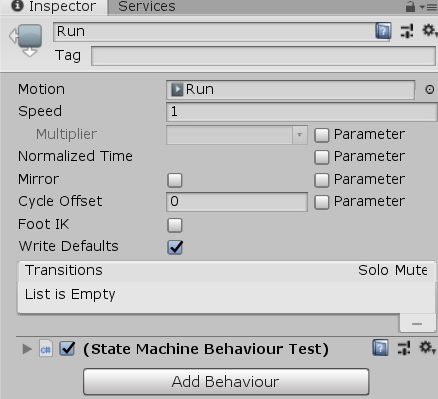 Inspector Services
Run
Tag
Motion Run
Speed 1
Multiplier Parameter
Normalized Time Parameter
Mirror Parameter
Cycle Offset 0 Parameter
Foot IK
Write Defaults
Transitions Solo Mute
List is Empty
(State Machine Behaviour Test)
Add Behaviour